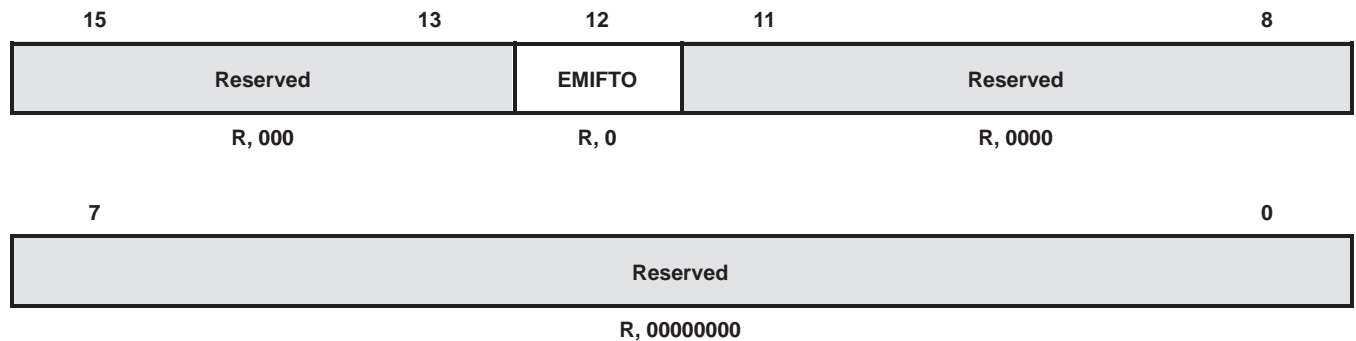 15 13 12 11 8
Reserved EMIFTO Reserved
R, 000 R, 0 R, 0000
7 0
Reserved
R, 00000000